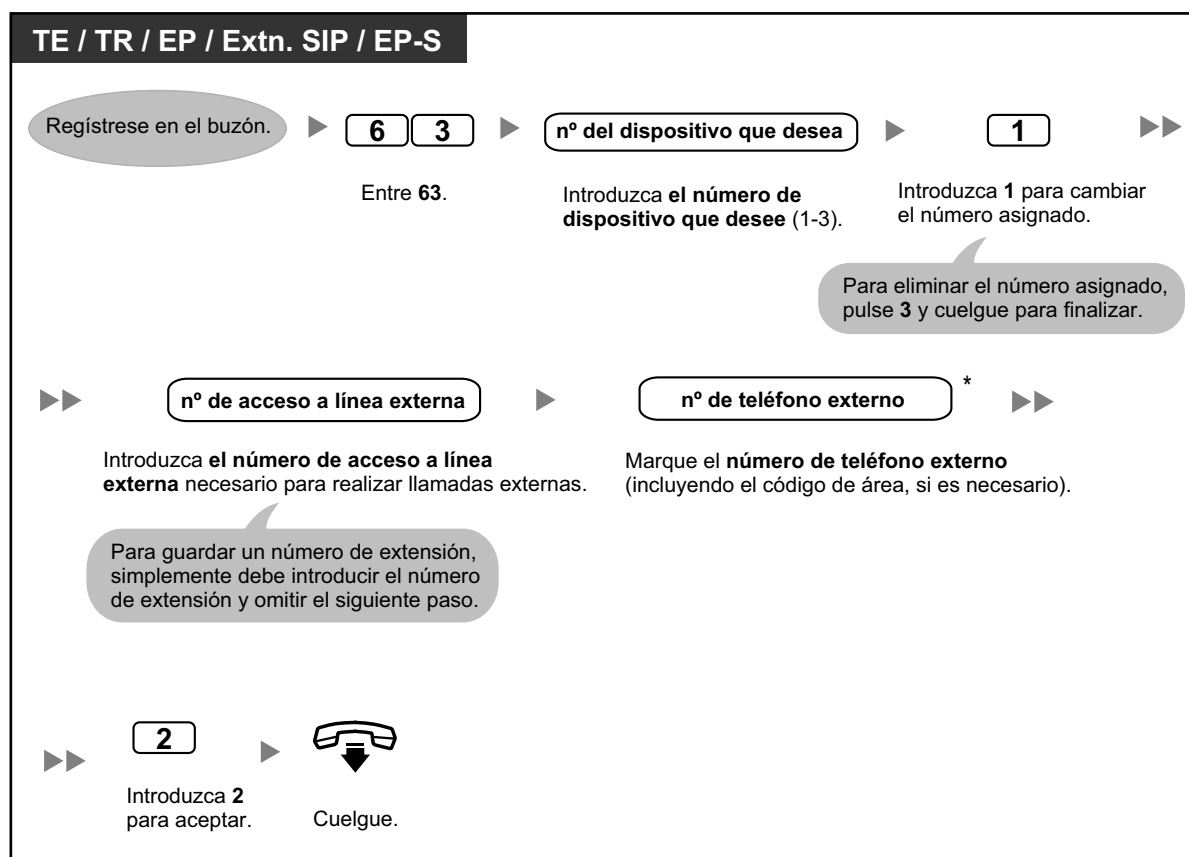 TE / TR / EP / Extn. SIP / EP-S
Regístrese en el buzón.
6 3
nº del dispositivo que desea
1
Entre 63.
Introduzca el número de
dispositivo que desee (1-3).
Introduzca 1 para cambiar
el número asignado.
Para eliminar el número asignado,
pulse 3 y cuelgue para finalizar.
nº de acceso a línea externa
nº de teléfono externo *
Introduzca el número de acceso a línea
externa necesario para realizar llamadas externas.
Marque el número de teléfono externo
(incluyendo el código de área, si es necesario).
Para guardar un número de extensión,
simplemente debe introducir el número
de extensión y omitir el siguiente paso.
2
Introduzca 2
para aceptar.
Cuelgue.